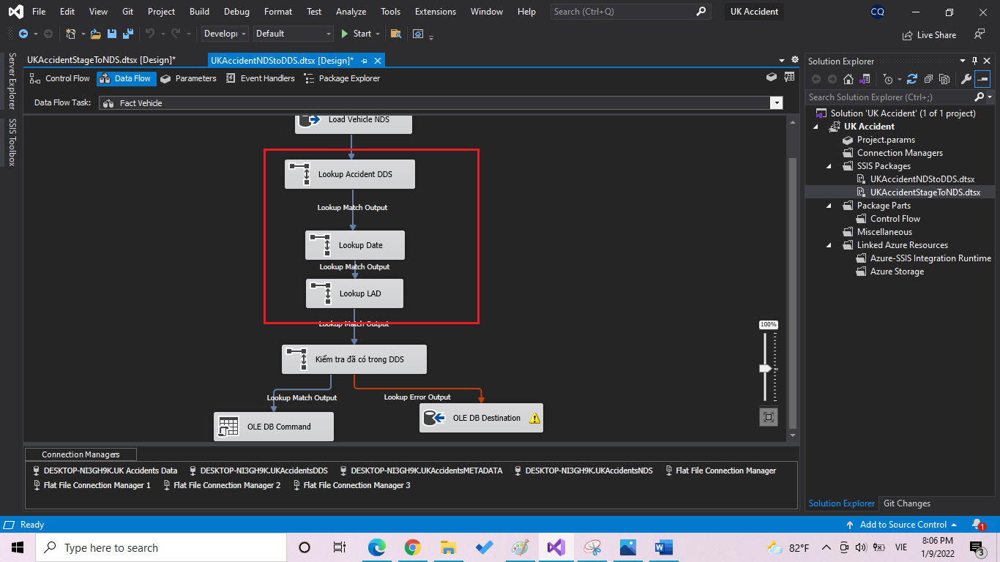 File Edit View Git Project Build Debug Format Test Analyze Tools Extensions Window Help Search (Ctrl+Q) UK Accident CQ
Develop Default Start Live Share
UKAccidentStageToNDS.dtsx [Design]* UKAccidentNDStoDDS.dtsx [Design]*
Server Explorer
SSIS Toolbox
Control Flow Data Flow Parameters Event Handlers Package Explorer
Data Flow Task: Fact Vehicle
Load Vehicle NDS
Lookup Accident DDS
Lookup Match Output
Lookup Date
Lookup Match Output
Lookup LAD
Lookup Match Output
Kiểm tra đã có trong DDS
Lookup Match Output Lookup Error Output
OLE DB Command OLE DB Destination
100%
Connection Managers
DESKTOP-NI3GH9K.UK Accidents Data DESKTOP-NI3GH9K.UKAccidentsDDS DESKTOP-NI3GH9K.UKAccidentsMETADATA DESKTOP-NI3GH9K.UKAccidentsNDS Flat File Connection Manager
Flat File Connection Manager 1 Flat File Connection Manager 2 Flat File Connection Manager 3
Solution Explorer
Search Solution Explorer (Ctrl+;)
Solution 'UK Accident' (1 of 1 project)
UK Accident
Project.params
Connection Managers
SSIS Packages
UKAccidentNDStoDDS.dtsx
UKAccidentStageToNDS.dtsx
Package Parts
Control Flow
Miscellaneous
Linked Azure Resources
Azure-SSIS Integration Runtime
Azure Storage
Solution Explorer Git Changes
Ready Add to Source Control 1
Type here to search 82°F VIE 8:06 PM
1/9/2022 3